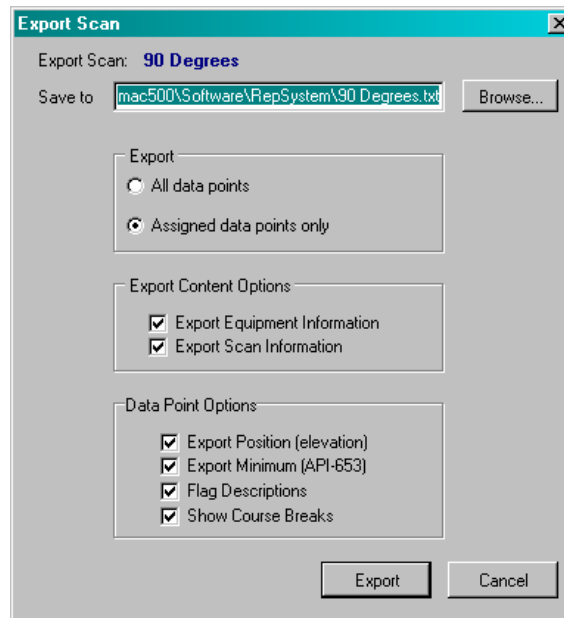 Export Scan
Export Scan: 90 Degrees
Save to mac500\Software\RepSystem\90 Degrees.txt Browse...
Export
All data points
Assigned data points only
Export Content Options
Export Equipment Information
Export Scan Information
Data Point Options
Export Position (elevation)
Export Minimum (API-653)
Flag Descriptions
Show Course Breaks
Export Cancel